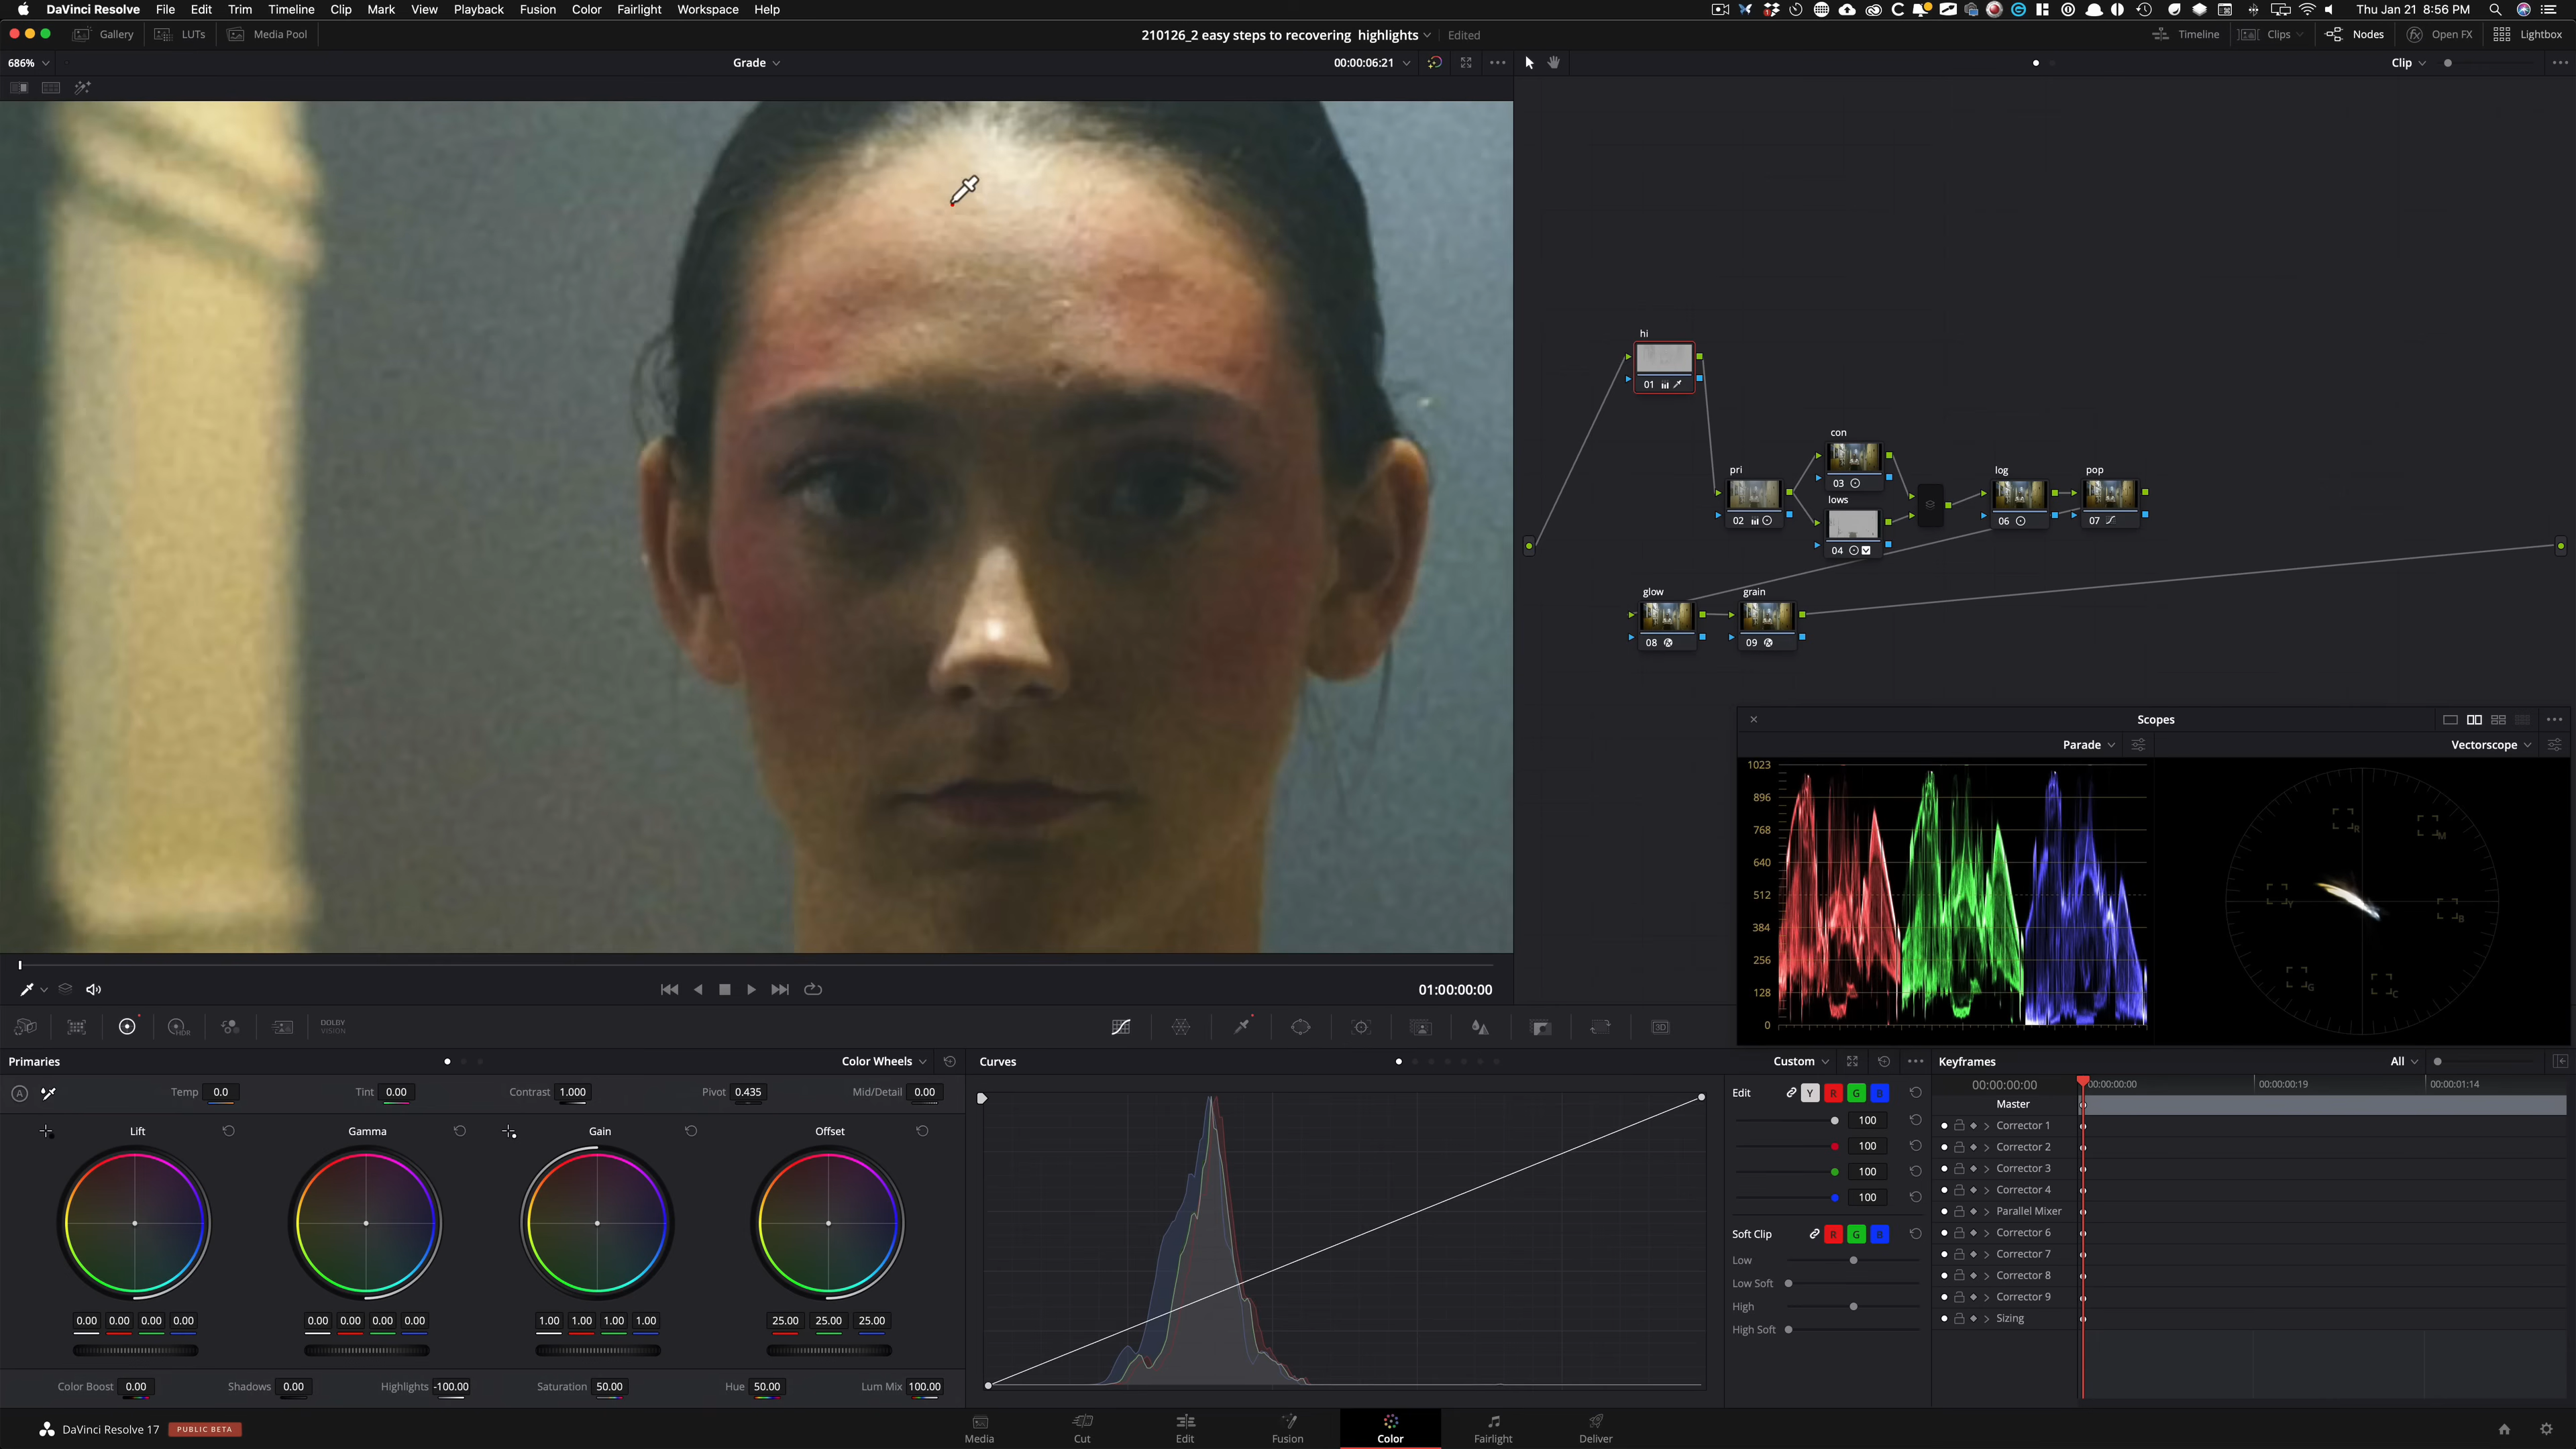 DaVinci Resolve File Edit Trim Timeline Clip Mark View Playback Fusion Color Fairlight Workspace Help Thu Jan 21 8:56 PM
Gallery LUTs Media Pool 210126_2 easy steps to recovering highlights Edited Timeline Clips Nodes Open FX Lightbox
686% Grade 00:00:06:21 Clip
hi
01
con
03
pri
02
lows
04
log
06
pop
07
glow
08
grain
09
Scopes
Parade Vectorscope
1023
896
768
640
512
384
256
128
0
R
M
Y
B
G
C
01:00:00:00
HDR
DOLBY
VISION
3D
Primaries Color Wheels
A Temp 0.0 Tint 0.00 Contrast 1.000 Pivot 0.435 Mid/Detail 0.00
Lift Gamma Gain Offset
0.00 0.00 0.00 0.00 0.00 0.00 0.00 0.00 1.00 1.00 1.00 1.00 25.00 25.00 25.00
Color Boost 0.00 Shadows 0.00 Highlights -100.00 Saturation 50.00 Hue 50.00 Lum Mix 100.00
Curves Custom
Edit Y R G B
100
100
100
100
Soft Clip R G B
Low
Low Soft
High
High Soft
Keyframes All
00:00:00:00 00:00:00:00 00:00:00:19 00:00:01:14
Master
Corrector 1
Corrector 2
Corrector 3
Corrector 4
Parallel Mixer
Corrector 6
Corrector 7
Corrector 8
Corrector 9
Sizing
DaVinci Resolve 17 PUBLIC BETA
Media Cut Edit Fusion Color Fairlight Deliver